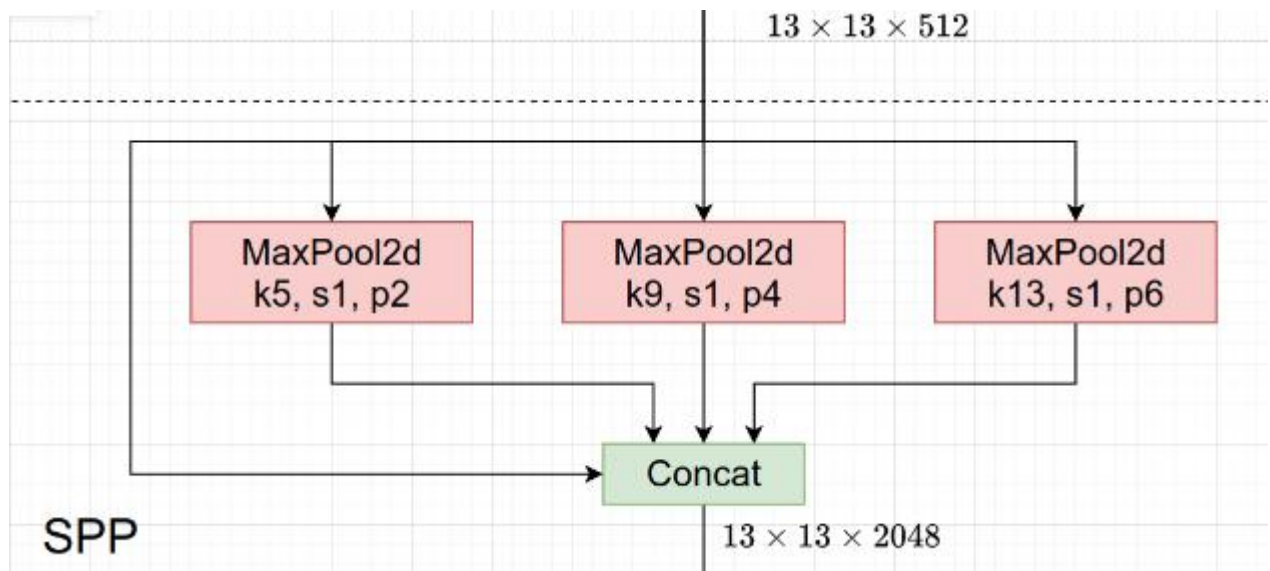 13 × 13 × 512
MaxPool2d
k5, s1, p2
MaxPool2d
k9, s1, p4
MaxPool2d
k13, s1, p6
Concat
SPP
13 × 13 × 2048